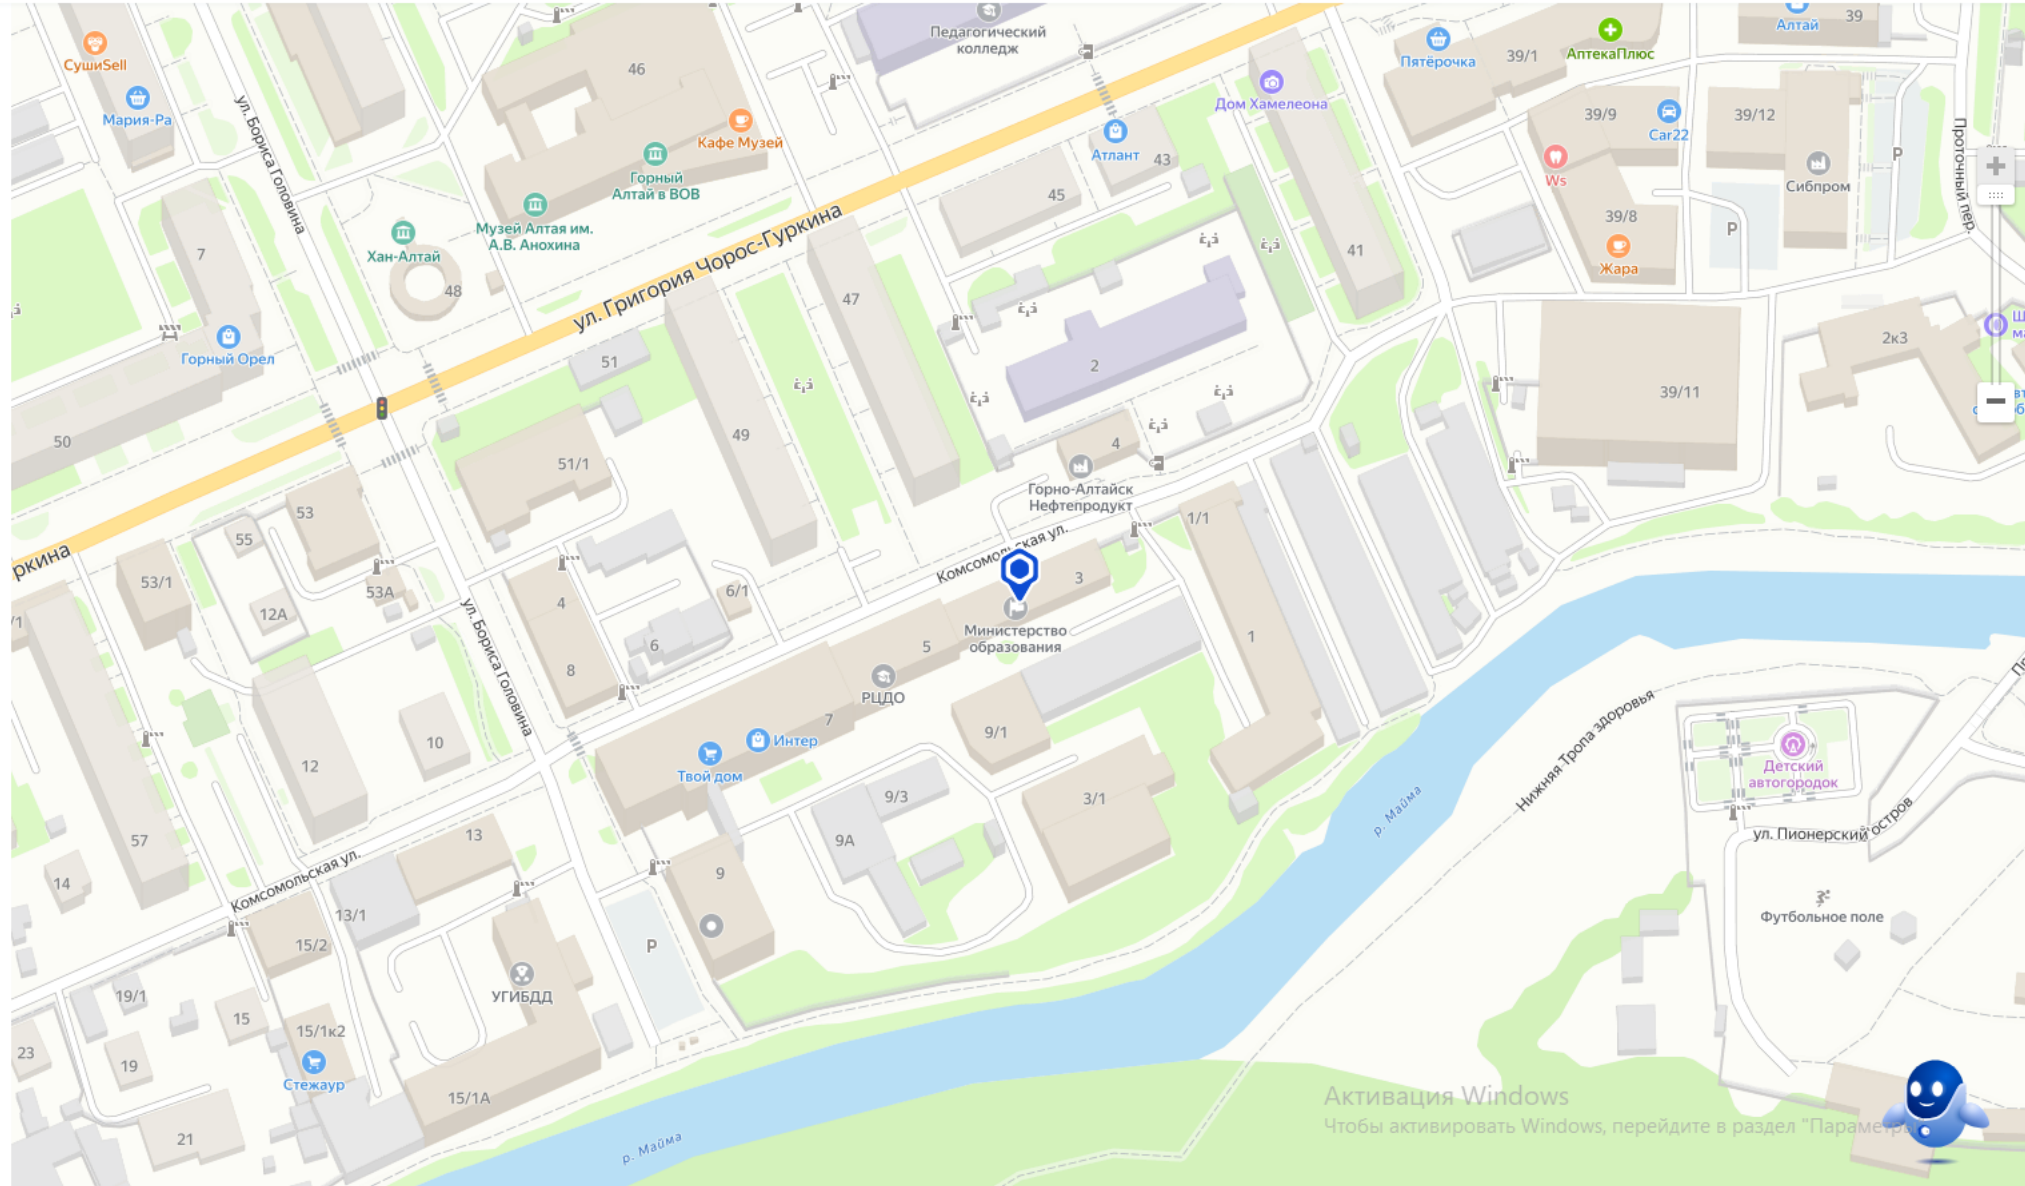 Педагогический
колледж
Алтай
39
СушиSell
46
Пятёрочка
39/1
АптекаПлюс
Мария-Ра
ул. Бориса Головина
Кафе Музей
Дом Хамелеона
39/9
Car22
39/12
Проточный пер.
Атлант
43
Горный
Алтай в ВОВ
45
Ws
Сибпром
P
Музей Алтая им.
А.В. Анохина
39/8
P
7
Хан-Алтай
48
ул. Григория Чорос-Гуркина
47
41
Жара
Горный Орел
51
2
2к3
50
49
39/11
51/1
4
Горно-Алтайск
Нефтепродукт
53
1/1
55
Комсомольская ул.
53/1
53А
12А
4
6/1
3
Министерство
образования
ул. Бориса Головина
6
5
1
8
РЦДО
7
Интер
Твой дом
9/1
10
12
Нижняя Тропа здоровья
Детский
автогородок
9/3
3/1
р. Майма
ул. Пионерский остров
57
13
9А
14
Комсомольская ул.
9
13/1
Футбольное поле
15/2
P
УГИБДД
19/1
15
15/1к2
23
19
Стежаур
15/1А
21
р. Майма
Активация Windows
Чтобы активировать Windows, перейдите в раздел "Параметры